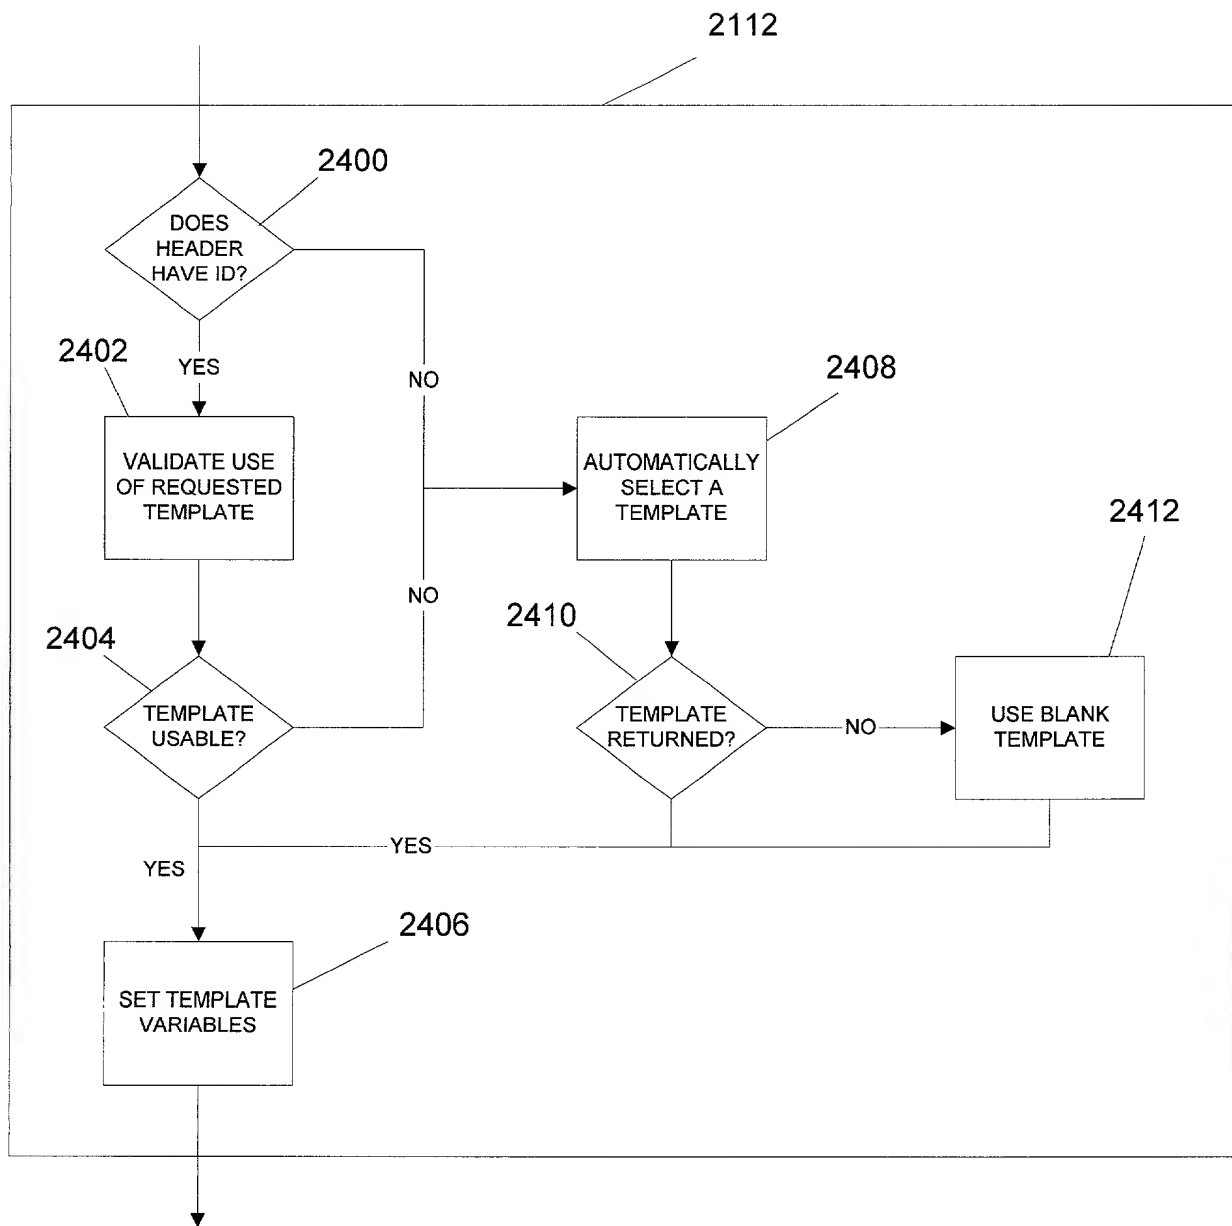 2112
2400
DOES
HEADER
HAVE ID?
2402
YES
NO
2408
VALIDATE USE
OF REQUESTED
TEMPLATE
AUTOMATICALLY
SELECT A
TEMPLATE
2412
NO
2410
2404
TEMPLATE
USABLE?
TEMPLATE
RETURNED?
NO
USE BLANK
TEMPLATE
YES
YES
2406
SET TEMPLATE
VARIABLES